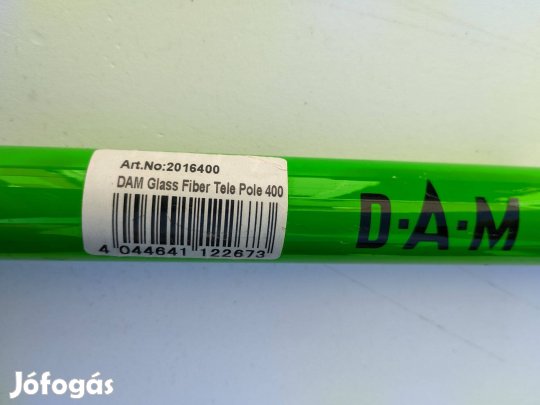 Art.No:2016400
DAM Glass Fiber Tele Pole 400
4 044641 122673
D·A·M
Jófogás